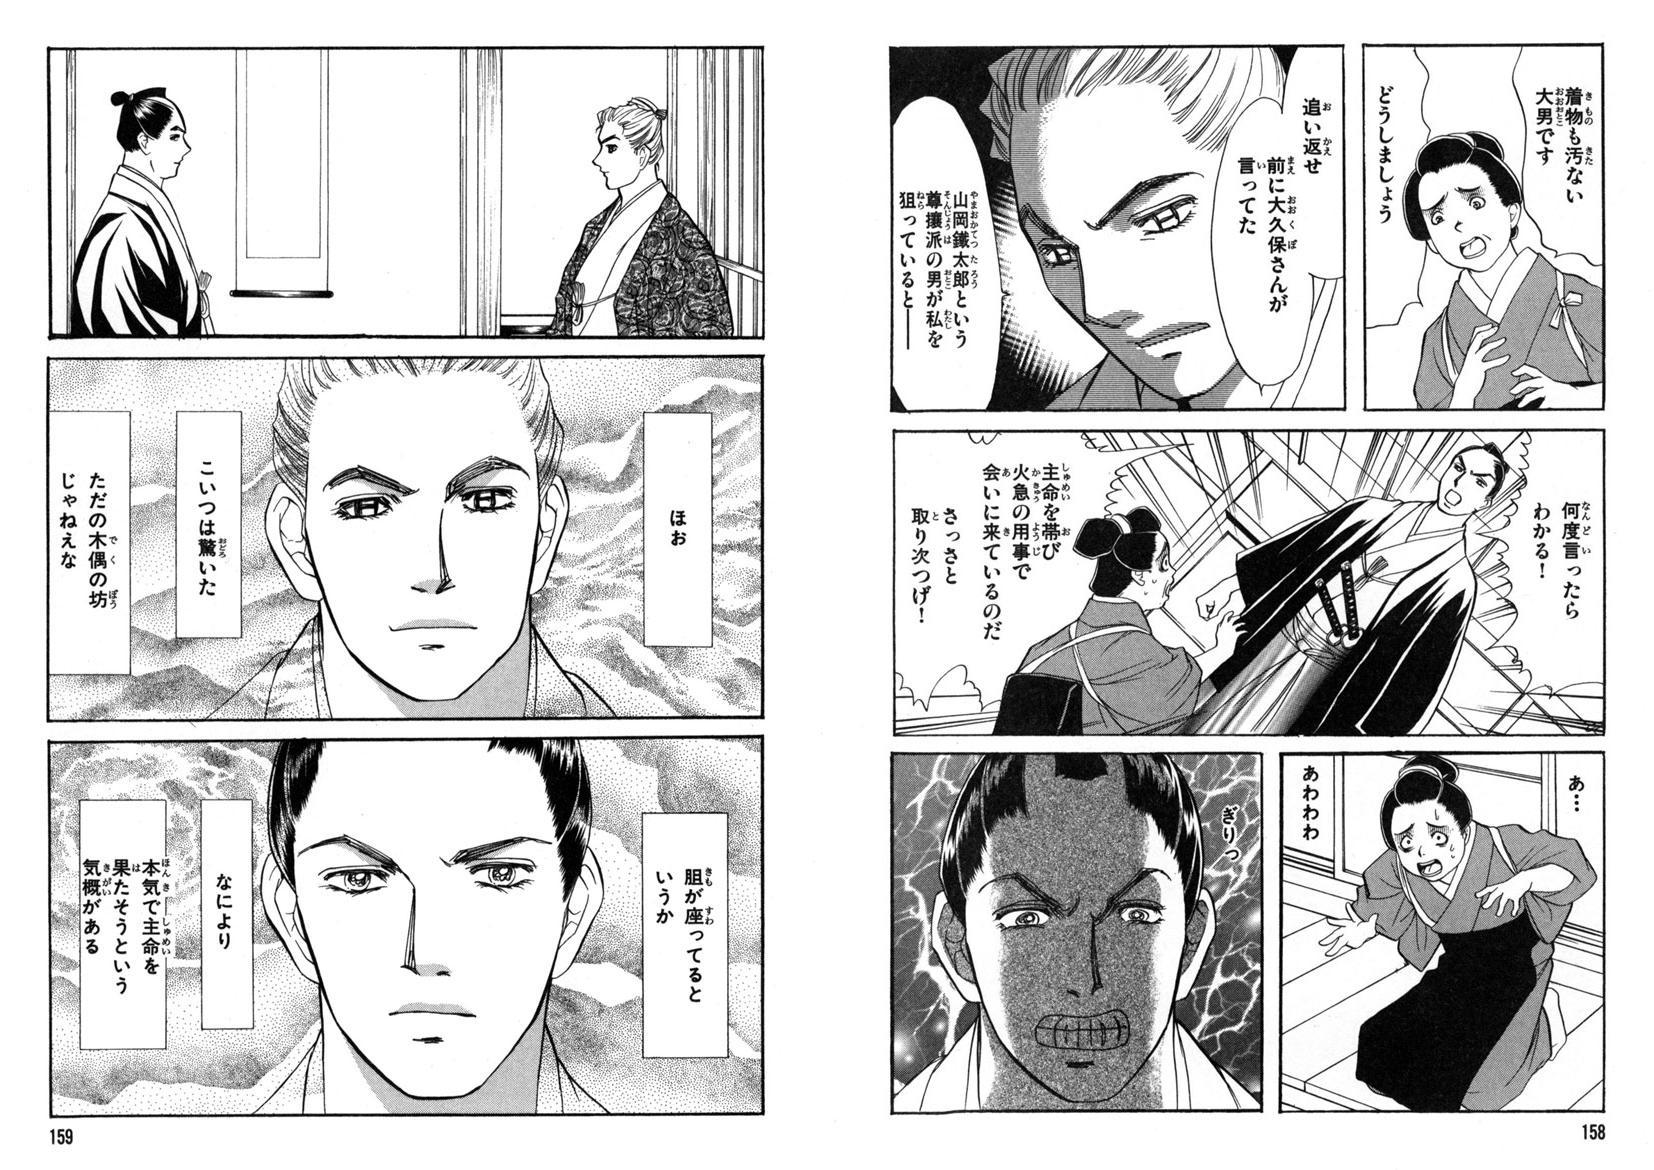 着物も汚ない
大男です
どうしましょう
追い返せ
前に大久保さんが
言ってた
山岡鐵太郎という
尊攘派の男が私を
狙っていると――
何度言ったら
わかる!
主命を帯び
火急の用事で
会いに来ているのだ
さっさと
取り次つげ!
あ…
あわわわ
ぎりっ
158
ほお
こいつは驚いた
ただの木偶の坊
じゃねえな
胆が座ってると
いうか
なにより
本気で主命を
果たそうという
気概がある
159